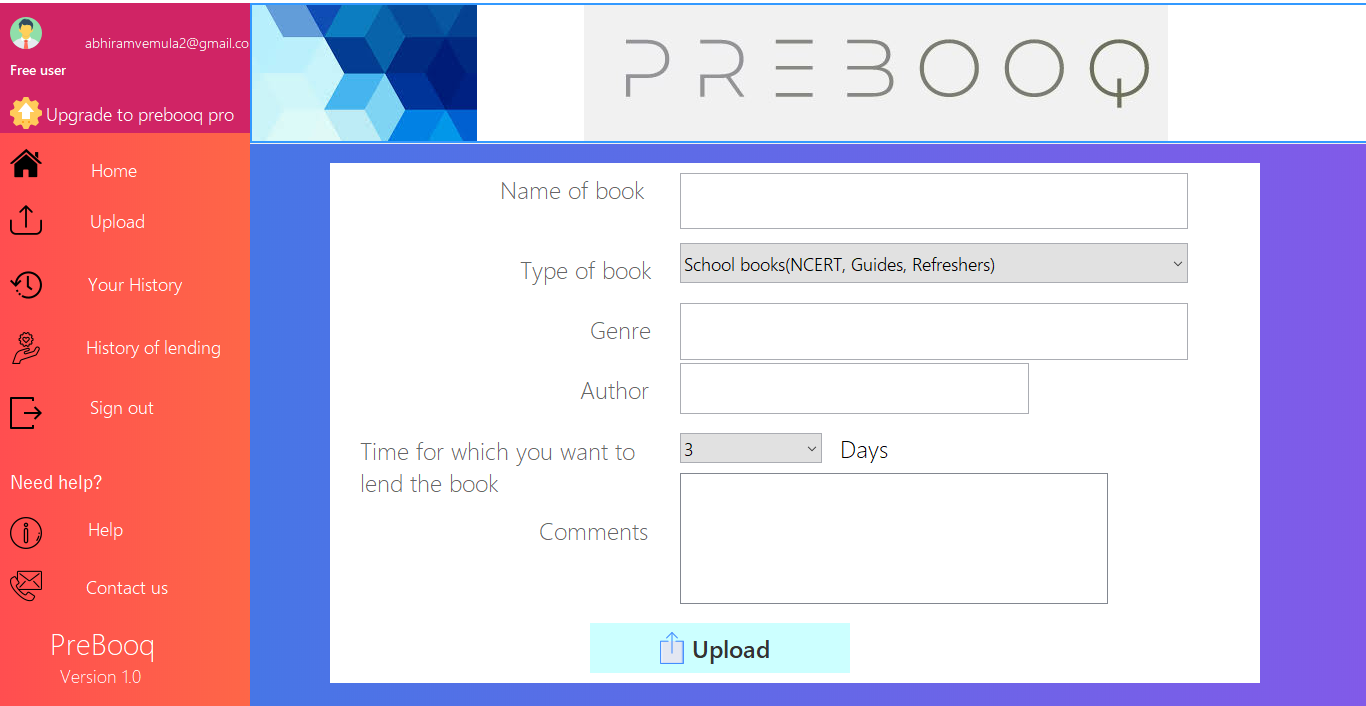 abhiramvemula2@gmail.co
Free user
Upgrade to prebooq pro
Home
Upload
Your History
History of lending
Sign out
Need help?
Help
Contact us
PreBooq
Version 1.0
PREBOOQ
Name of book
Type of book
School books(NCERT, Guides, Refreshers)
Genre
Author
Time for which you want to
lend the book
3
Days
Comments
Upload